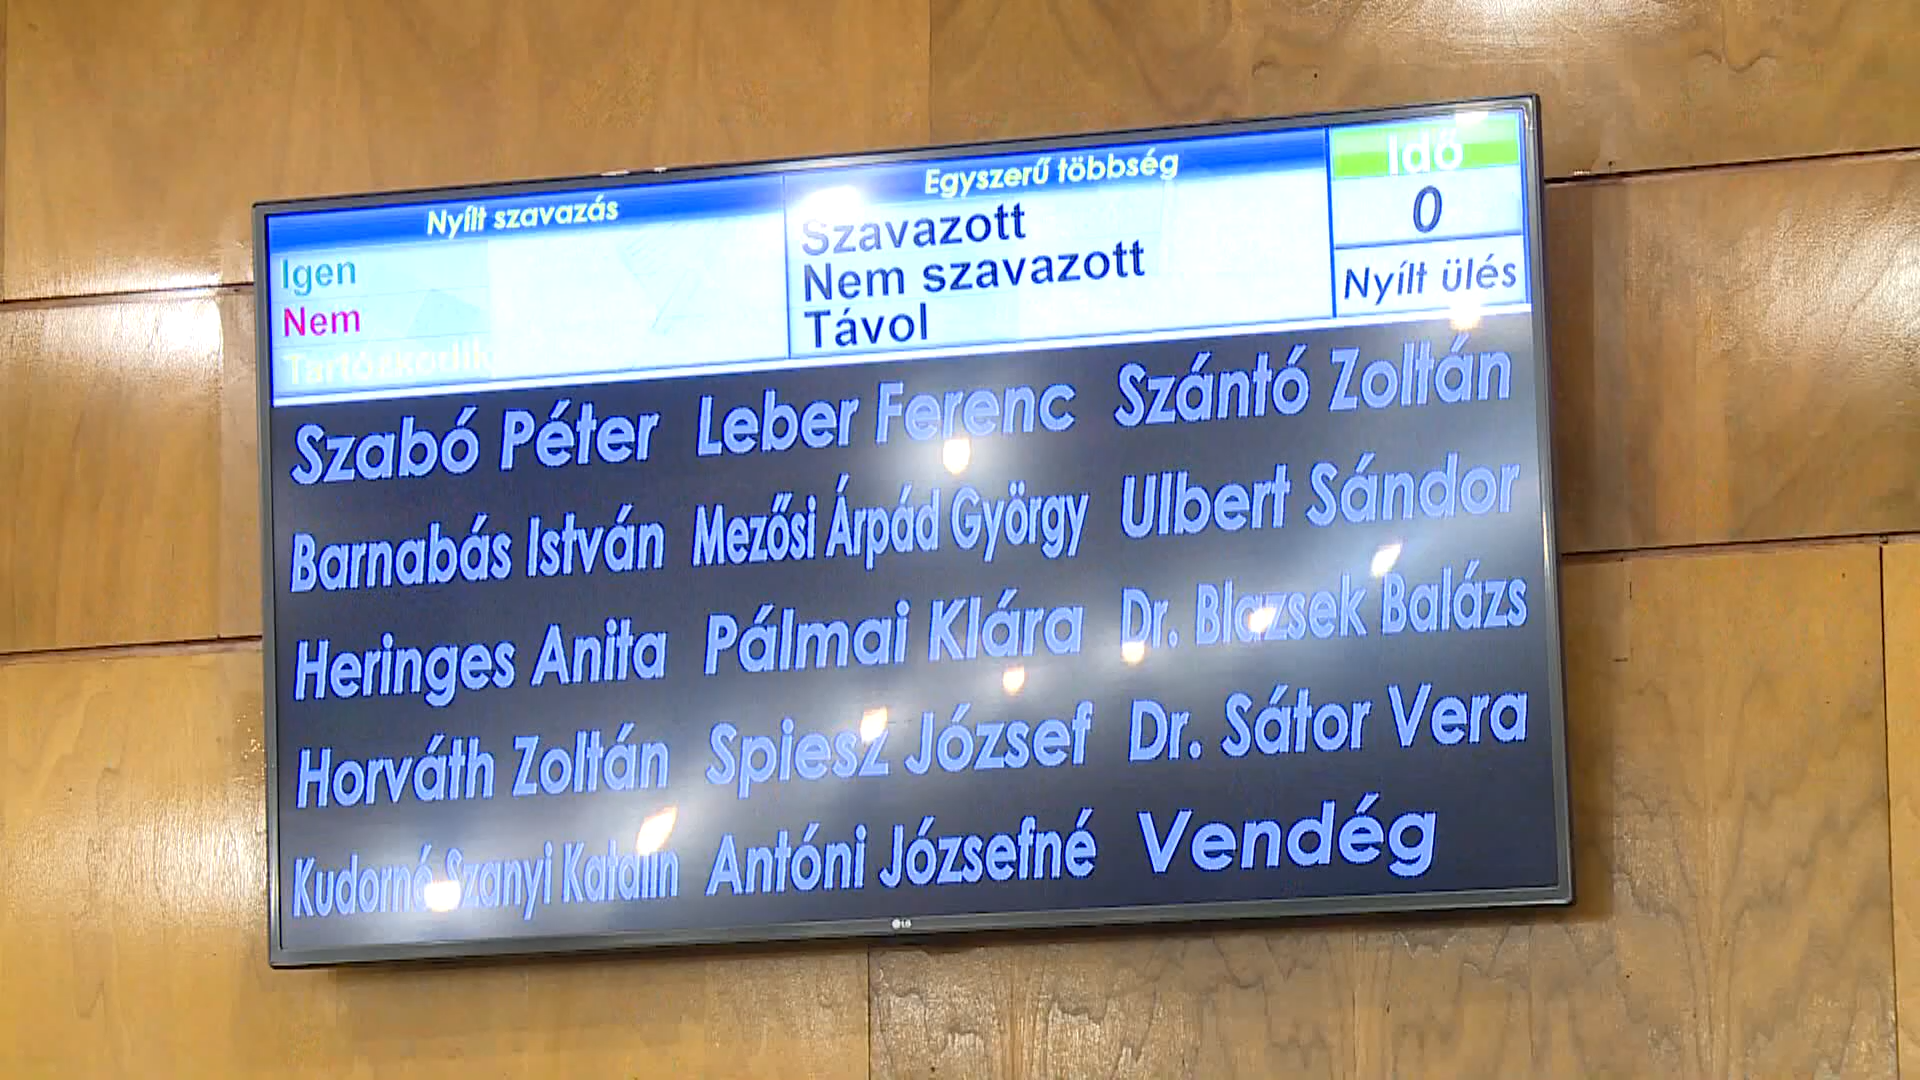 Nyílt szavazás
Igen
Nem
Tartózkodik
Egyszerű többség
Szavazott
Nem szavazott
Távol
Idő
0
Nyílt ülés
Szabó Péter Leber Ferenc Szántó Zoltán
Barnabás István Mezősi Árpád György Ulbert Sándor
Heringes Anita Pálmai Klára Dr. Blazsek Balázs
Horváth Zoltán Spiesz József Dr. Sátor Vera
Kudorné Szanyi Katalin Antóni Józsefné Vendég
LG